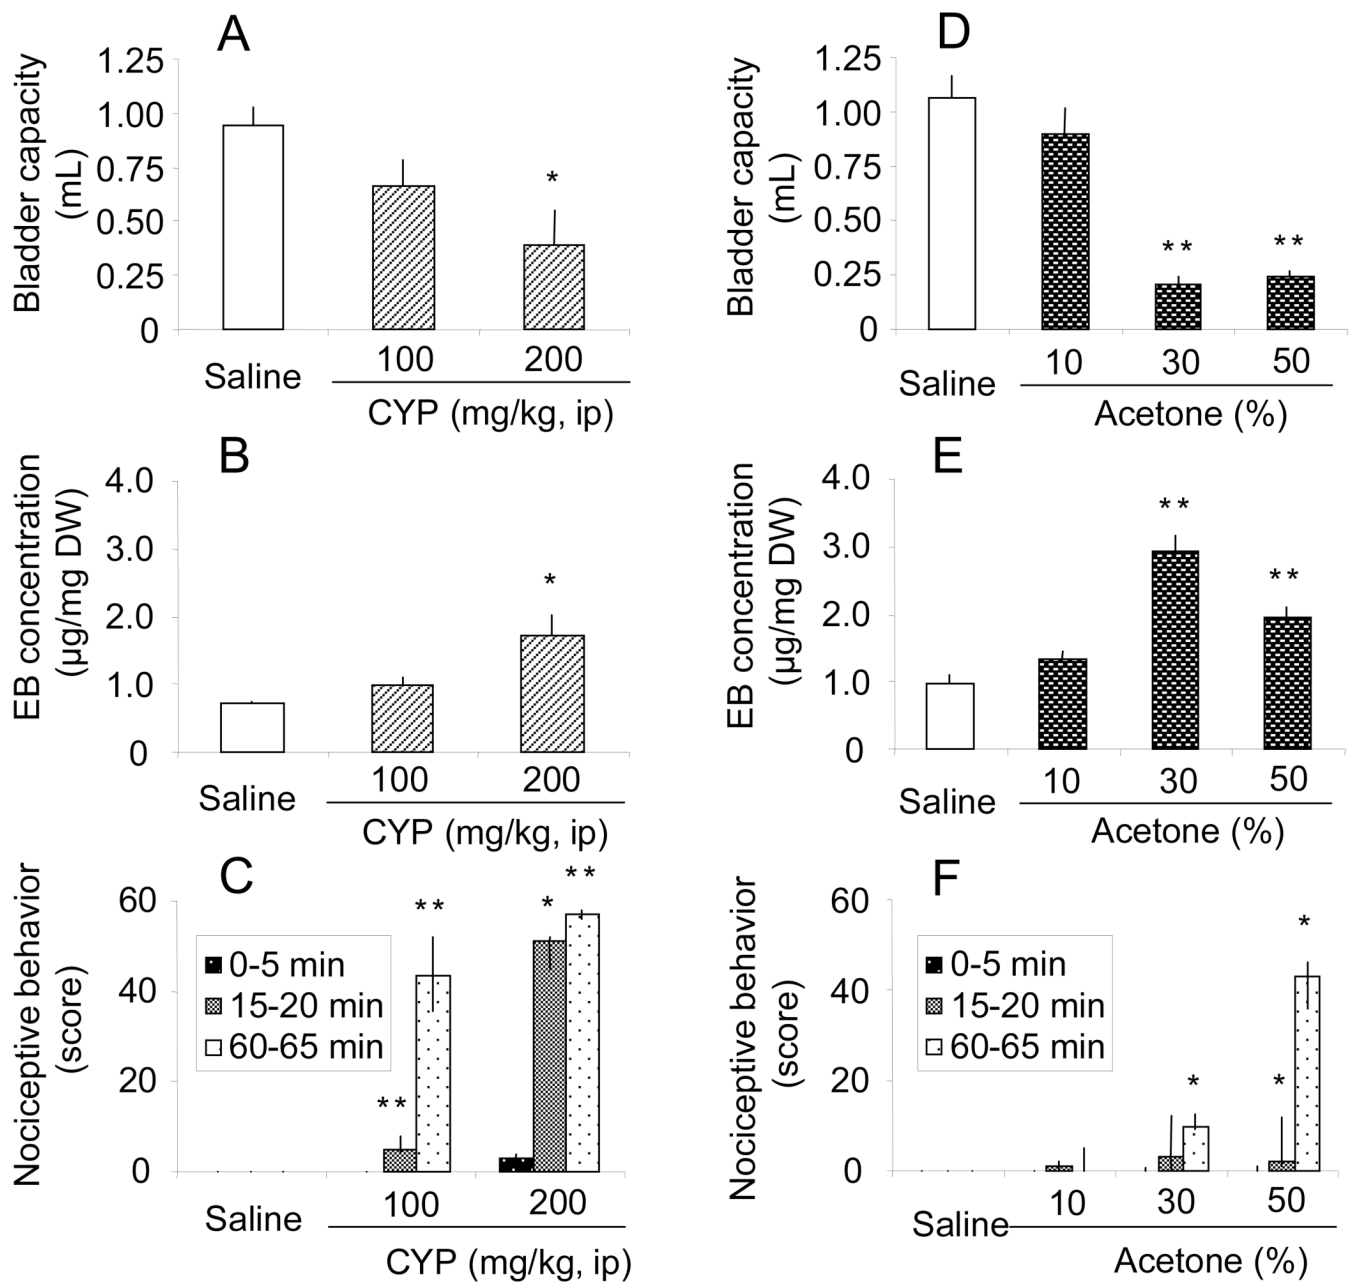 A
Bladder capacity
(mL)
1.25
1.00
0.75
0.50
0.25
0
*
Saline
100
200
CYP (mg/kg, ip)
D
Bladder capacity
(mL)
1.25
1.00
0.75
0.50
0.25
0
**
**
Saline
10
30
50
Acetone (%)
B
EB concentration
(µg/mg DW)
4.0
3.0
2.0
1.0
0
*
Saline
100
200
CYP (mg/kg, ip)
E
EB concentration
(µg/mg DW)
4.0
3.0
2.0
1.0
0
**
**
Saline
10
30
50
Acetone (%)
C
Nociceptive behavior
(score)
60
40
20
0
0-5 min
15-20 min
60-65 min
**
**
*
**
Saline
100
200
CYP (mg/kg, ip)
F
Nociceptive behavior
(score)
60
40
20
0
0-5 min
15-20 min
60-65 min
*
*
*
Saline
10
30
50
Acetone (%)